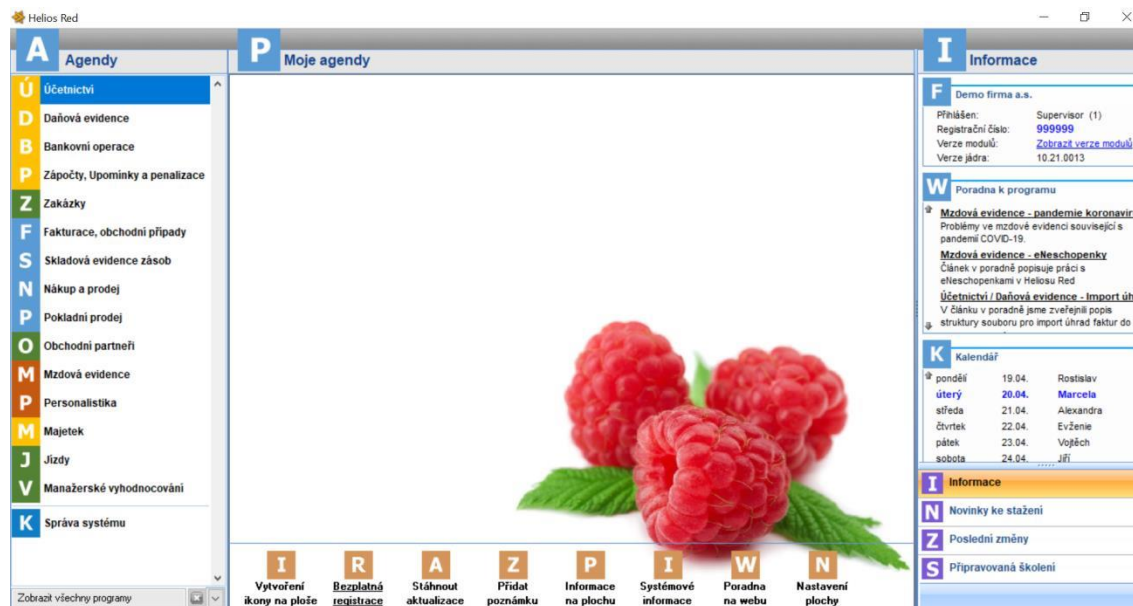 Helios Red
A Agendy
Ú Účetnictví
D Daňová evidence
B Bankovní operace
P Zápočty, Upomínky a penalizace
Z Zakázky
F Fakturace, obchodní případy
S Skladová evidence zásob
N Nákup a prodej
P Pokladní prodej
O Obchodní partneři
M Mzdová evidence
P Personalistika
M Majetek
J Jízdy
V Manažerské vyhodnocování
K Správa systému
Zobrazit všechny programy
P Moje agendy
I Vytvoření
ikony na ploše
R Bezplatná
registrace
A Stáhnout
aktualizace
Z Přidat
poznámku
P Informace
na plochu
I Systémové
informace
W Poradna
na webu
N Nastavení
plochy
I Informace
F Demo firma a.s.
Přihlášen: Supervisor (1)
Registrační číslo: 999999
Verze modulů: Zobrazit verze modulů
Verze jádra: 10.21.0013
W Poradna k programu
Mzdová evidence - pandemie koronavir
Problémy ve mzdové evidenci související s
pandemií COVID-19.
Mzdová evidence - eNeschopenky
Článek v poradně popisuje práci s
eNeschopenkami v Heliosu Red
Účetnictví / Daňová evidence - Import úh
V článku v poradně jsme zveřejnili popis
struktury souboru pro import úhrad faktur do
K Kalendář
pondělí 19.04. Rostislav
úterý 20.04. Marcela
středa 21.04. Alexandra
čtvrtek 22.04. Evženie
pátek 23.04. Vojtěch
sobota 24.04. Jiří
I Informace
N Novinky ke stažení
Z Poslední změny
S Připravovaná školení